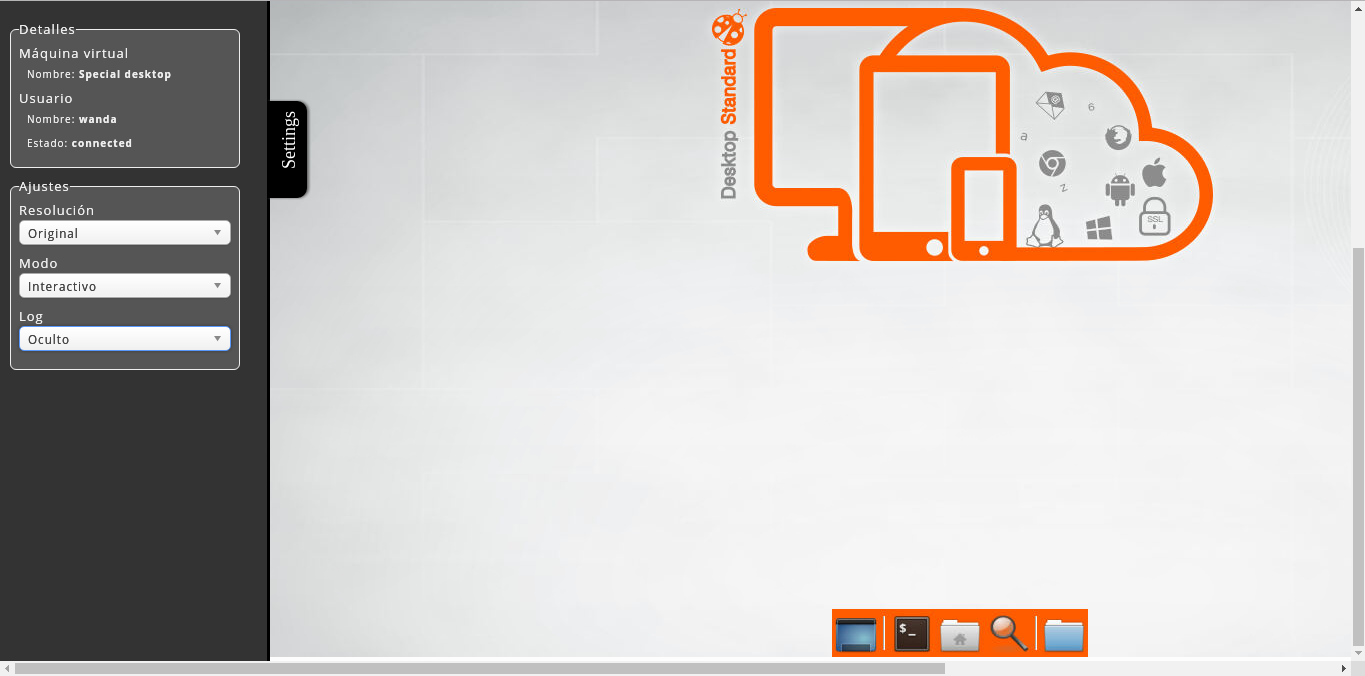 Detalles
Máquina virtual
Nombre: Special desktop
Usuario
Nombre: wanda
Estado: connected
Ajustes
Resolución
Original
Modo
Interactivo
Log
Oculto
Settings
Desktop Standard
6
a
z
SSL
$_